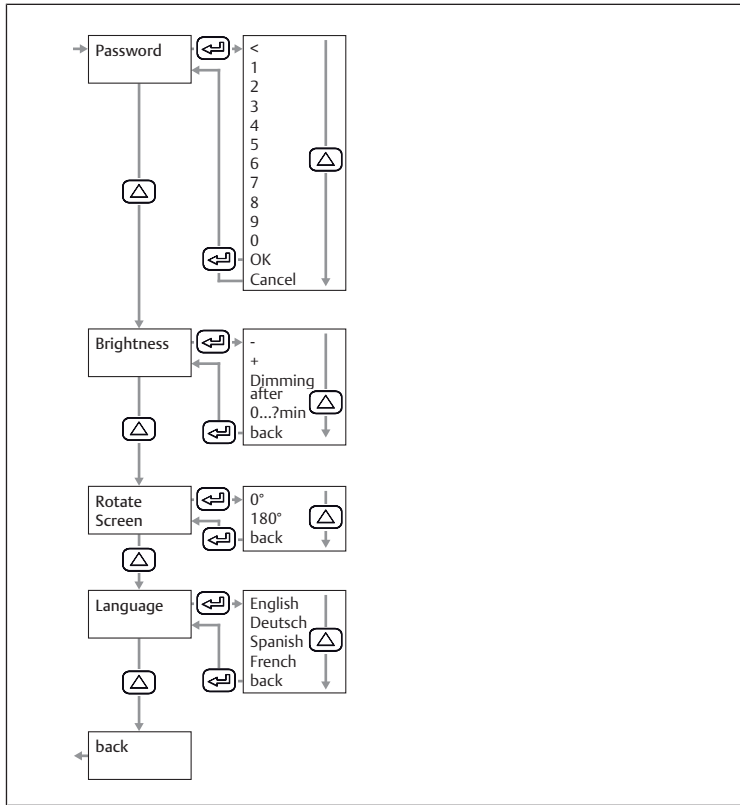 Password
<
1
2
3
4
5
6
7
8
9
0
OK
Cancel
Brightness
-
+
Dimming
after
0...?min
back
Rotate
Screen
0°
180°
back
Language
English
Deutsch
Spanish
French
back
back